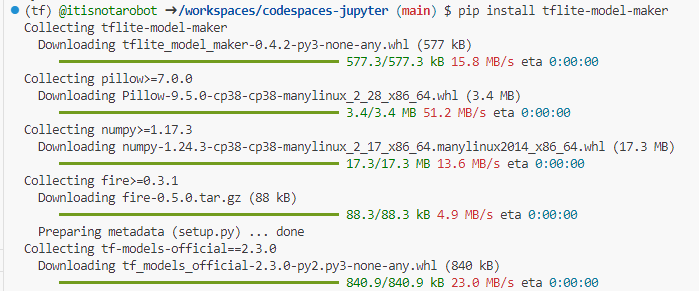 (tf) @itisnotarobot ➜/workspaces/codespaces-jupyter (main) $ pip install tflite-model-maker
Collecting tflite-model-maker
Downloading tflite_model_maker-0.4.2-py3-none-any.whl (577 kB)
577.3/577.3 kB 15.8 MB/s eta 0:00:00
Collecting pillow>=7.0.0
Downloading Pillow-9.5.0-cp38-cp38-manylinux_2_28_x86_64.whl (3.4 MB)
3.4/3.4 MB 51.2 MB/s eta 0:00:00
Collecting numpy>=1.17.3
Downloading numpy-1.24.3-cp38-cp38-manylinux_2_17_x86_64.manylinux2014_x86_64.whl (17.3 MB)
17.3/17.3 MB 13.6 MB/s eta 0:00:00
Collecting fire>=0.3.1
Downloading fire-0.5.0.tar.gz (88 kB)
88.3/88.3 kB 4.9 MB/s eta 0:00:00
Preparing metadata (setup.py) ... done
Collecting tf-models-official==2.3.0
Downloading tf_models_official-2.3.0-py2.py3-none-any.whl (840 kB)
840.9/840.9 kB 23.0 MB/s eta 0:00:00